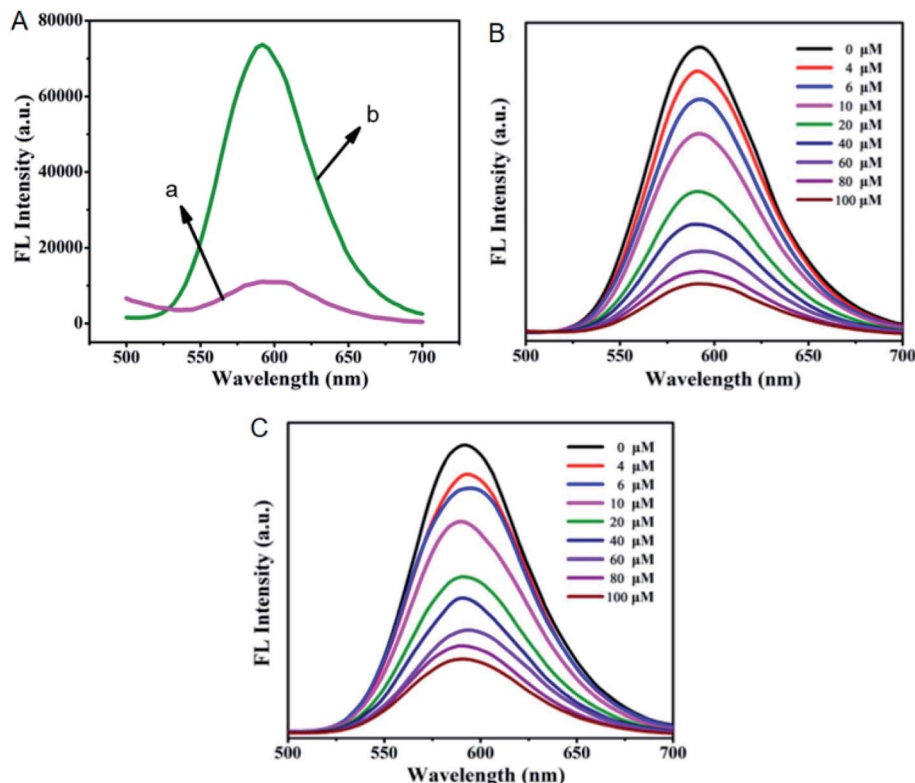 A
FL Intensity (a.u.)
80000
60000
40000
20000
0
a
b
500 550 600 650 700
Wavelength (nm)
B
FL Intensity (a.u.)
0 μM
4 μM
6 μM
10 μM
20 μM
40 μM
60 μM
80 μM
100 μM
500 550 600 650 700
Wavelength (nm)
C
FL Intensity (a.u.)
0 μM
4 μM
6 μM
10 μM
20 μM
40 μM
60 μM
80 μM
100 μM
500 550 600 650 700
Wavelength (nm)